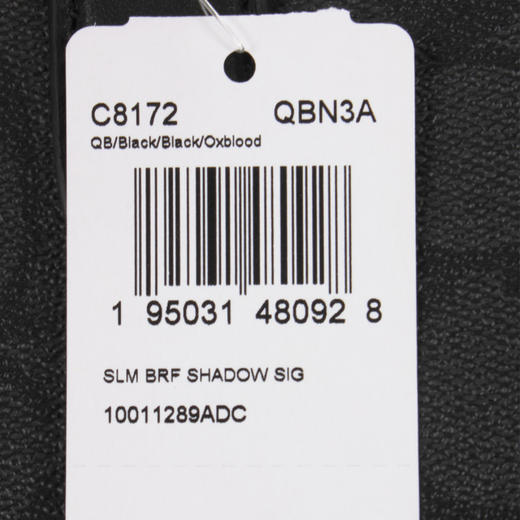 C8172 QBN3A
QB/Black/Black/Oxblood
1 95031 48092 8
SLM BRF SHADOW SIG
10011289ADC